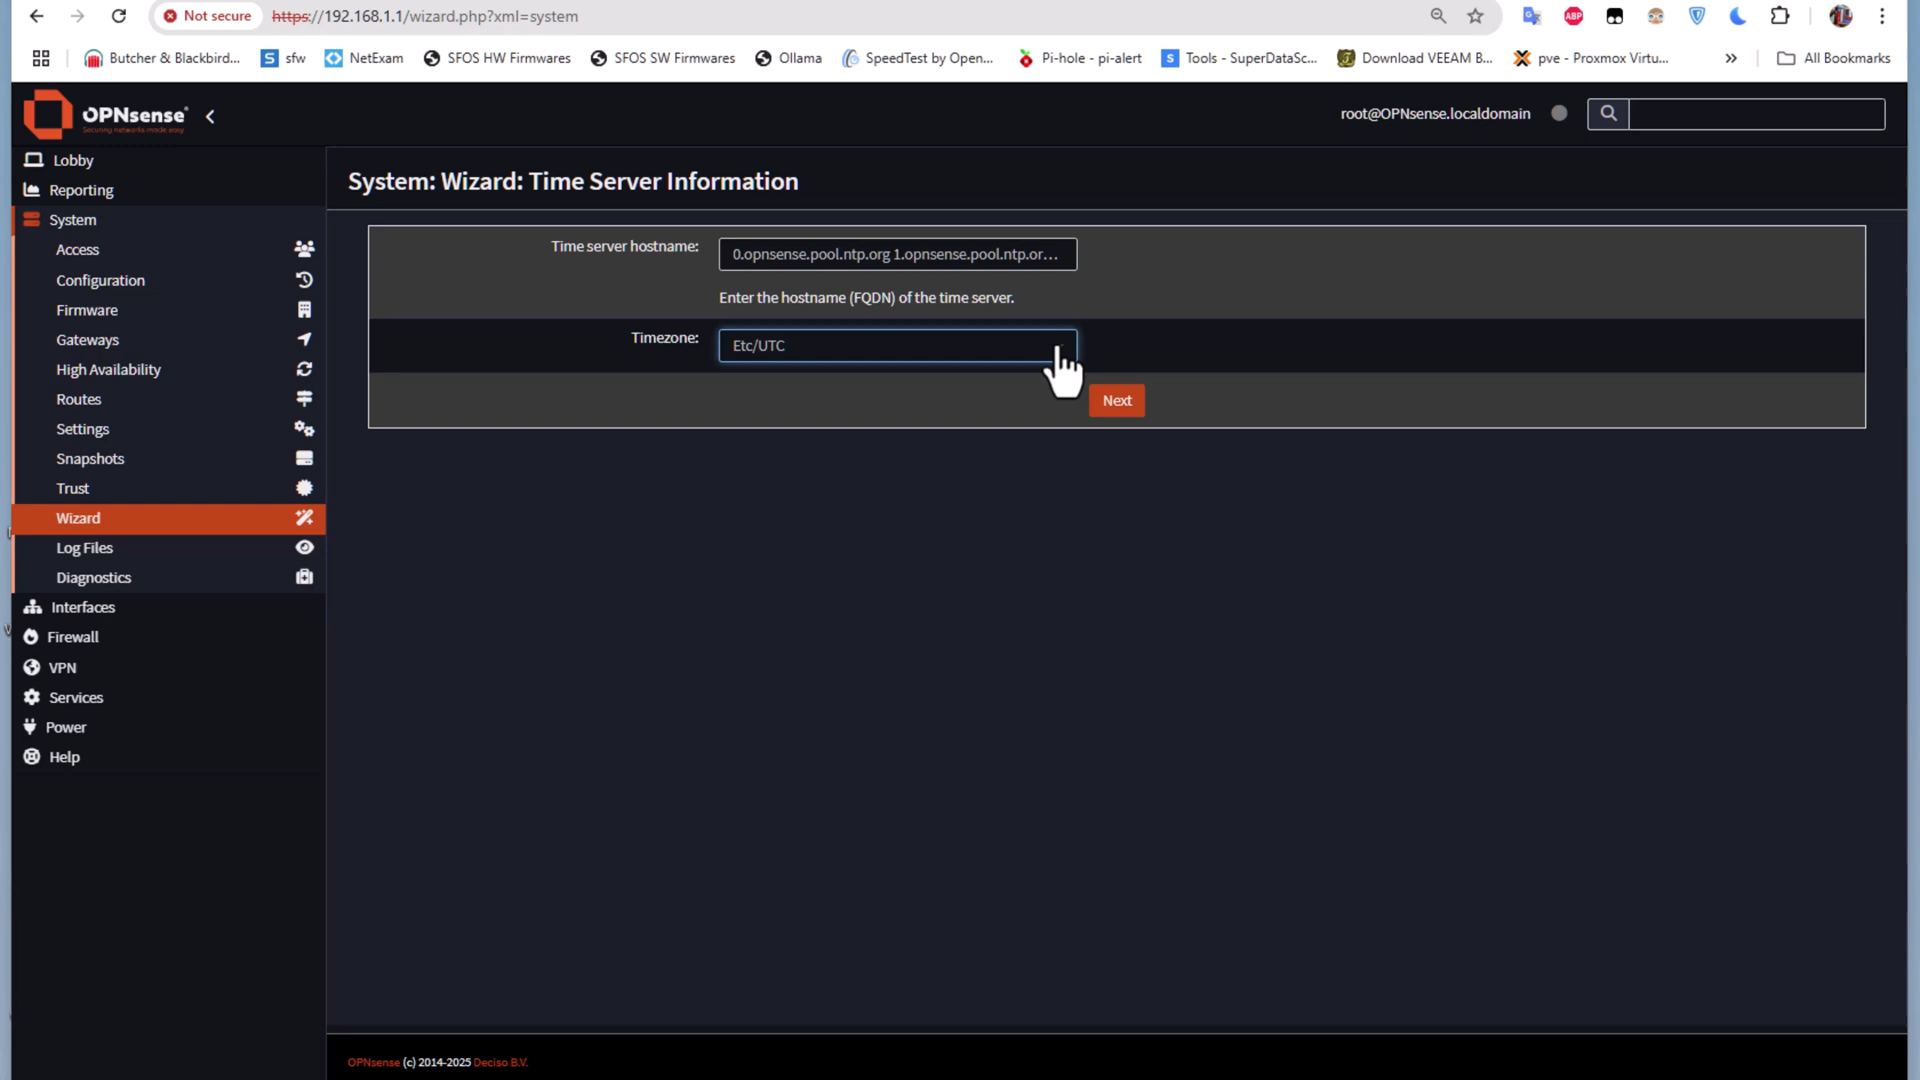 Not secure https://192.168.1.1/wizard.php?xml=system
Butcher & Blackbird... sfw NetExam SFOS HW Firmwares SFOS SW Firmwares Ollama SpeedTest by Open... Pi-hole - pi-alert Tools - SuperDataSc... Download VEEAM B... pve - Proxmox Virtu... » All Bookmarks
OPNsense
Securing networks made easy
root@OPNsense.localdomain
Lobby
Reporting
System
Access
Configuration
Firmware
Gateways
High Availability
Routes
Settings
Snapshots
Trust
Wizard
Log Files
Diagnostics
Interfaces
Firewall
VPN
Services
Power
Help
System: Wizard: Time Server Information
Time server hostname: 0.opnsense.pool.ntp.org 1.opnsense.pool.ntp.or...
Enter the hostname (FQDN) of the time server.
Timezone: Etc/UTC
Next
OPNsense (c) 2014-2025 Deciso B.V.